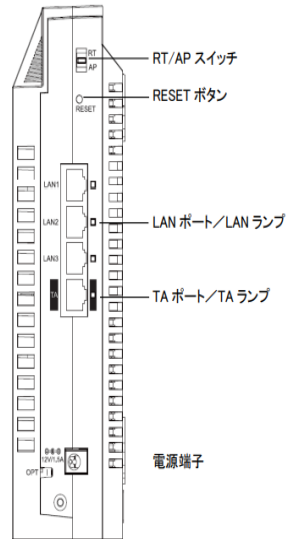 RT
AP
RT/AP スイッチ
RESET ボタン
RESET
LAN1
LAN2
LAN ポート／LAN ランプ
LAN3
TA
TA ポート／TA ランプ
12V/1.5A
電源端子
OPT